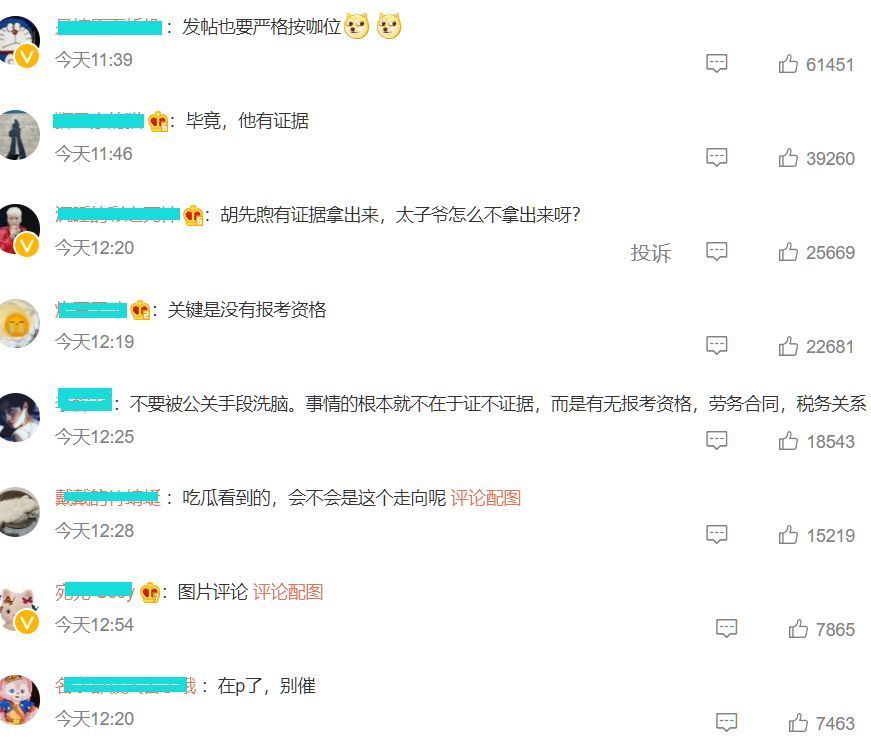 ：发帖也要严格按咖位
今天11:39
61451
：毕竟，他有证据
今天11:46
39260
：胡先煦有证据拿出来，太子爷怎么不拿出来呀?
今天12:20
投诉
25669
：关键是没有报考资格
今天12:19
22681
：不要被公关手段洗脑。事情的根本就不在于证不证据，而是有无报考资格，劳务合同，税务关系
今天12:25
18543
：吃瓜看到的，会不会是这个走向呢 评论配图
今天12:28
15219
：图片评论 评论配图
今天12:54
7865
：在p了，别催
今天12:20
7463